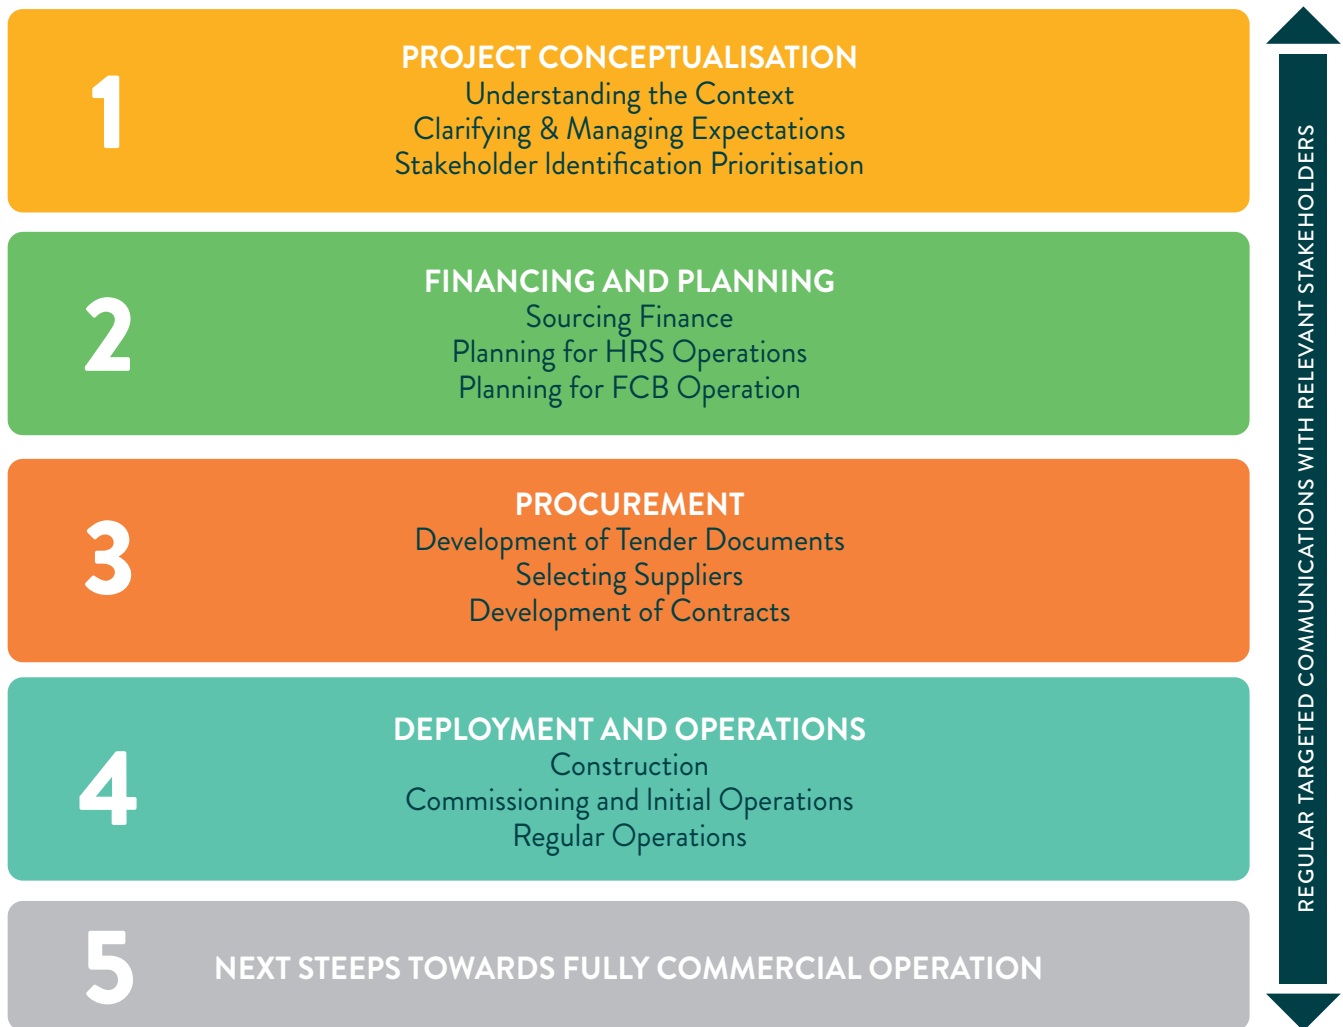 1
PROJECT CONCEPTUALISATION
Understanding the Context
Clarifying & Managing Expectations
Stakeholder Identification Prioritisation
2
FINANCING AND PLANNING
Sourcing Finance
Planning for HRS Operations
Planning for FCB Operation
3
PROCUREMENT
Development of Tender Documents
Selecting Suppliers
Development of Contracts
4
DEPLOYMENT AND OPERATIONS
Construction
Commissioning and Initial Operations
Regular Operations
5
NEXT STEEPS TOWARDS FULLY COMMERCIAL OPERATION
REGULAR TARGETED COMMUNICATIONS WITH RELEVANT STAKEHOLDERS